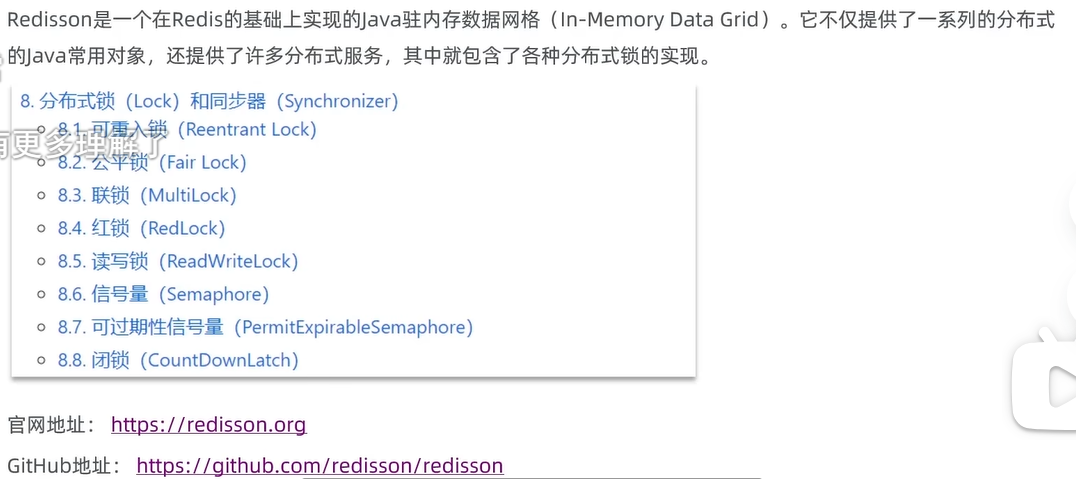 Redisson是一个在Redis的基础上实现的Java驻内存数据网格（In-Memory Data Grid）。它不仅提供了一系列的分布式
的Java常用对象，还提供了许多分布式服务，其中就包含了各种分布式锁的实现。
8. 分布式锁（Lock）和同步器（Synchronizer）
8.1. 可重入锁（Reentrant Lock）
有更多理解了
8.2. 公平锁（Fair Lock）
8.3. 联锁（MultiLock）
8.4. 红锁（RedLock）
8.5. 读写锁（ReadWriteLock）
8.6. 信号量（Semaphore）
8.7. 可过期性信号量（PermitExpirableSemaphore）
8.8. 闭锁（CountDownLatch）
官网地址： https://redisson.org
GitHub地址： https://github.com/redisson/redisson